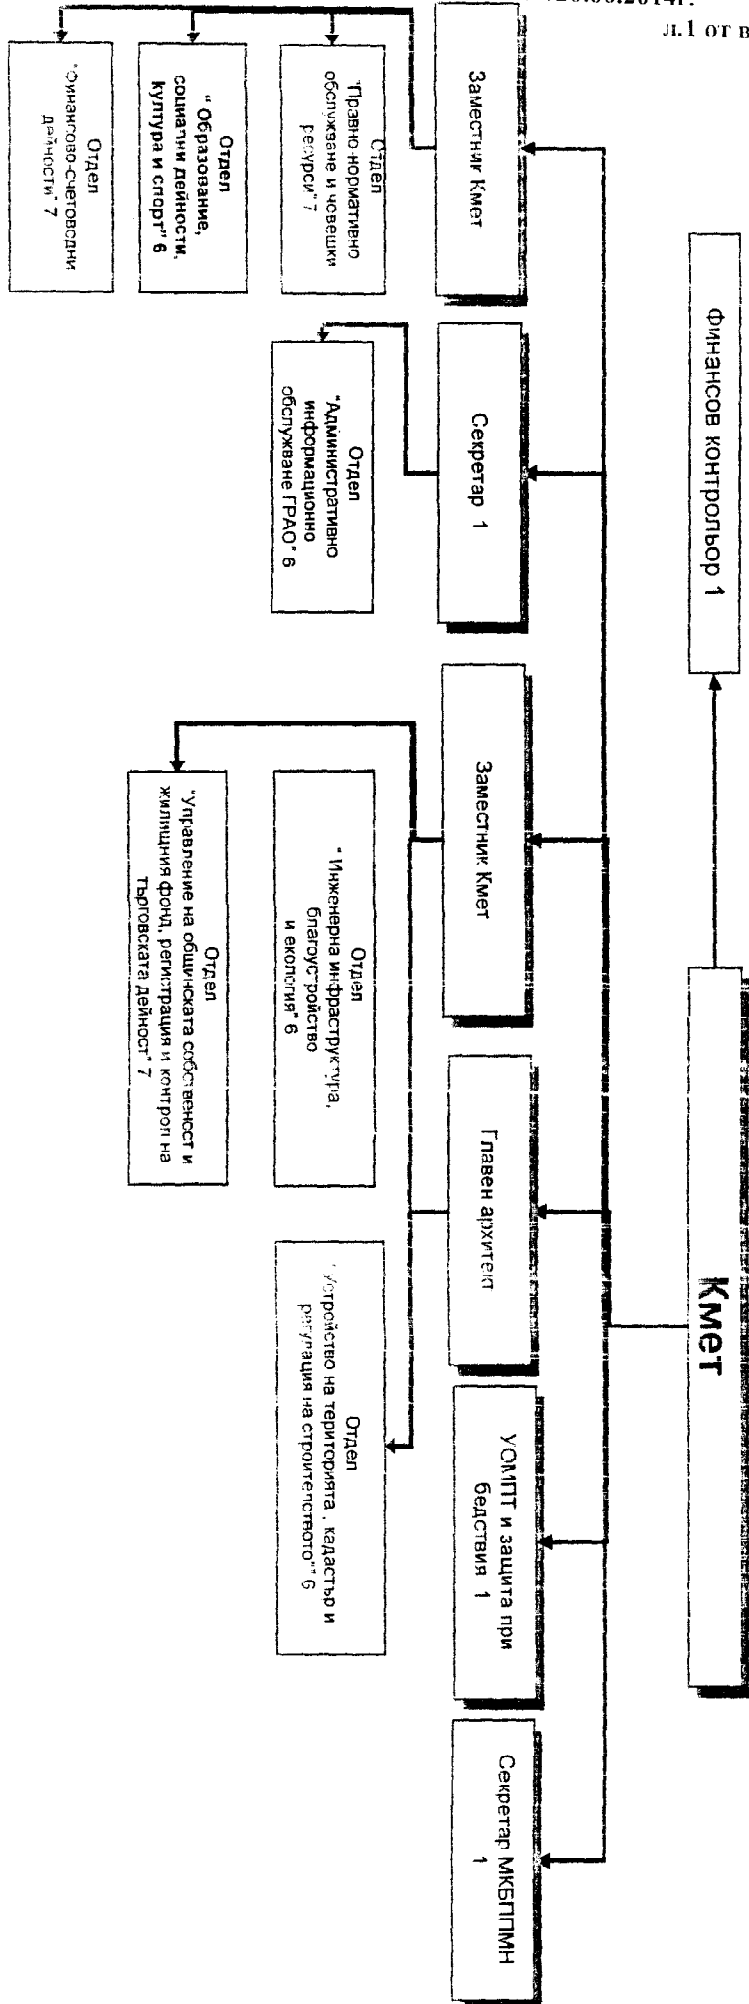 л.1 от в
Кмет
Финансов контрольор 1
Заместник Кмет
Секретар 1
Заместник Кмет
Главен архитект
УОМПТ и защита при
бедствия 1
Секретар МКБППМН
1
Отдел
"Правно-нормативно
обслужване и човешки
ресурси" 7
Отдел
" Образование,
социални дейности,
култура и спорт" 6
Отдел
"Финансово-счетоводни
дейности" 7
Отдел
"Административно
информационно
обслужване ГРАО" 6
Отдел
" Инженерна инфраструктура,
благоустройство
и екология" 6
Отдел
"Управление на общинската собственост и
жилищния фонд, регистрация и контрол на
търговската дейност" 7
Отдел
" Устройство на територията , кадастър и
регулация на строителството"" 6